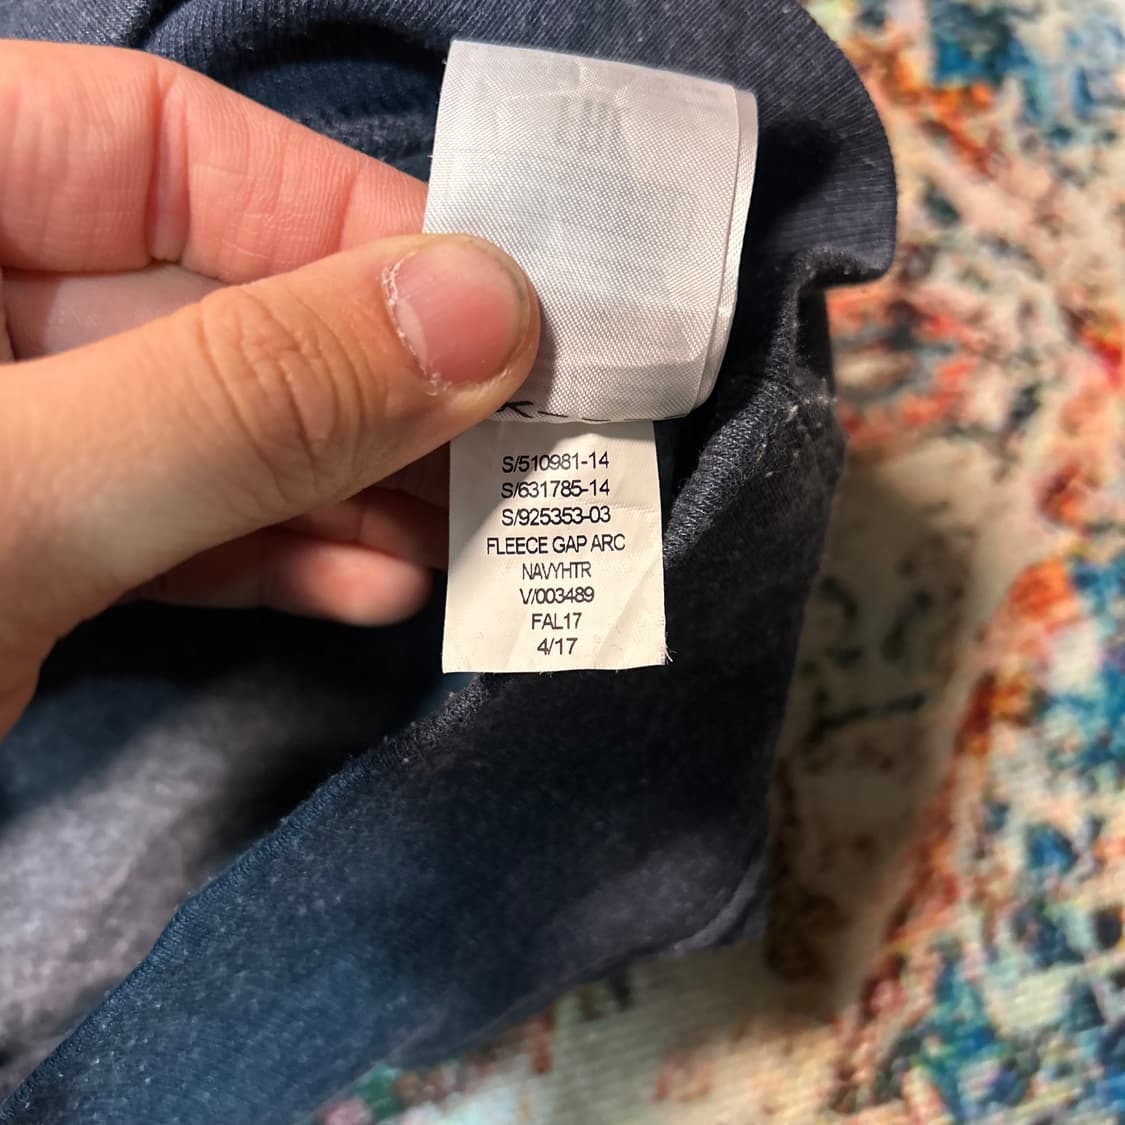 S/510981-14
S/631785-14
S/925353-03
FLEECE GAP ARC
NAVYHTR
V/003489
FAL17
4/17